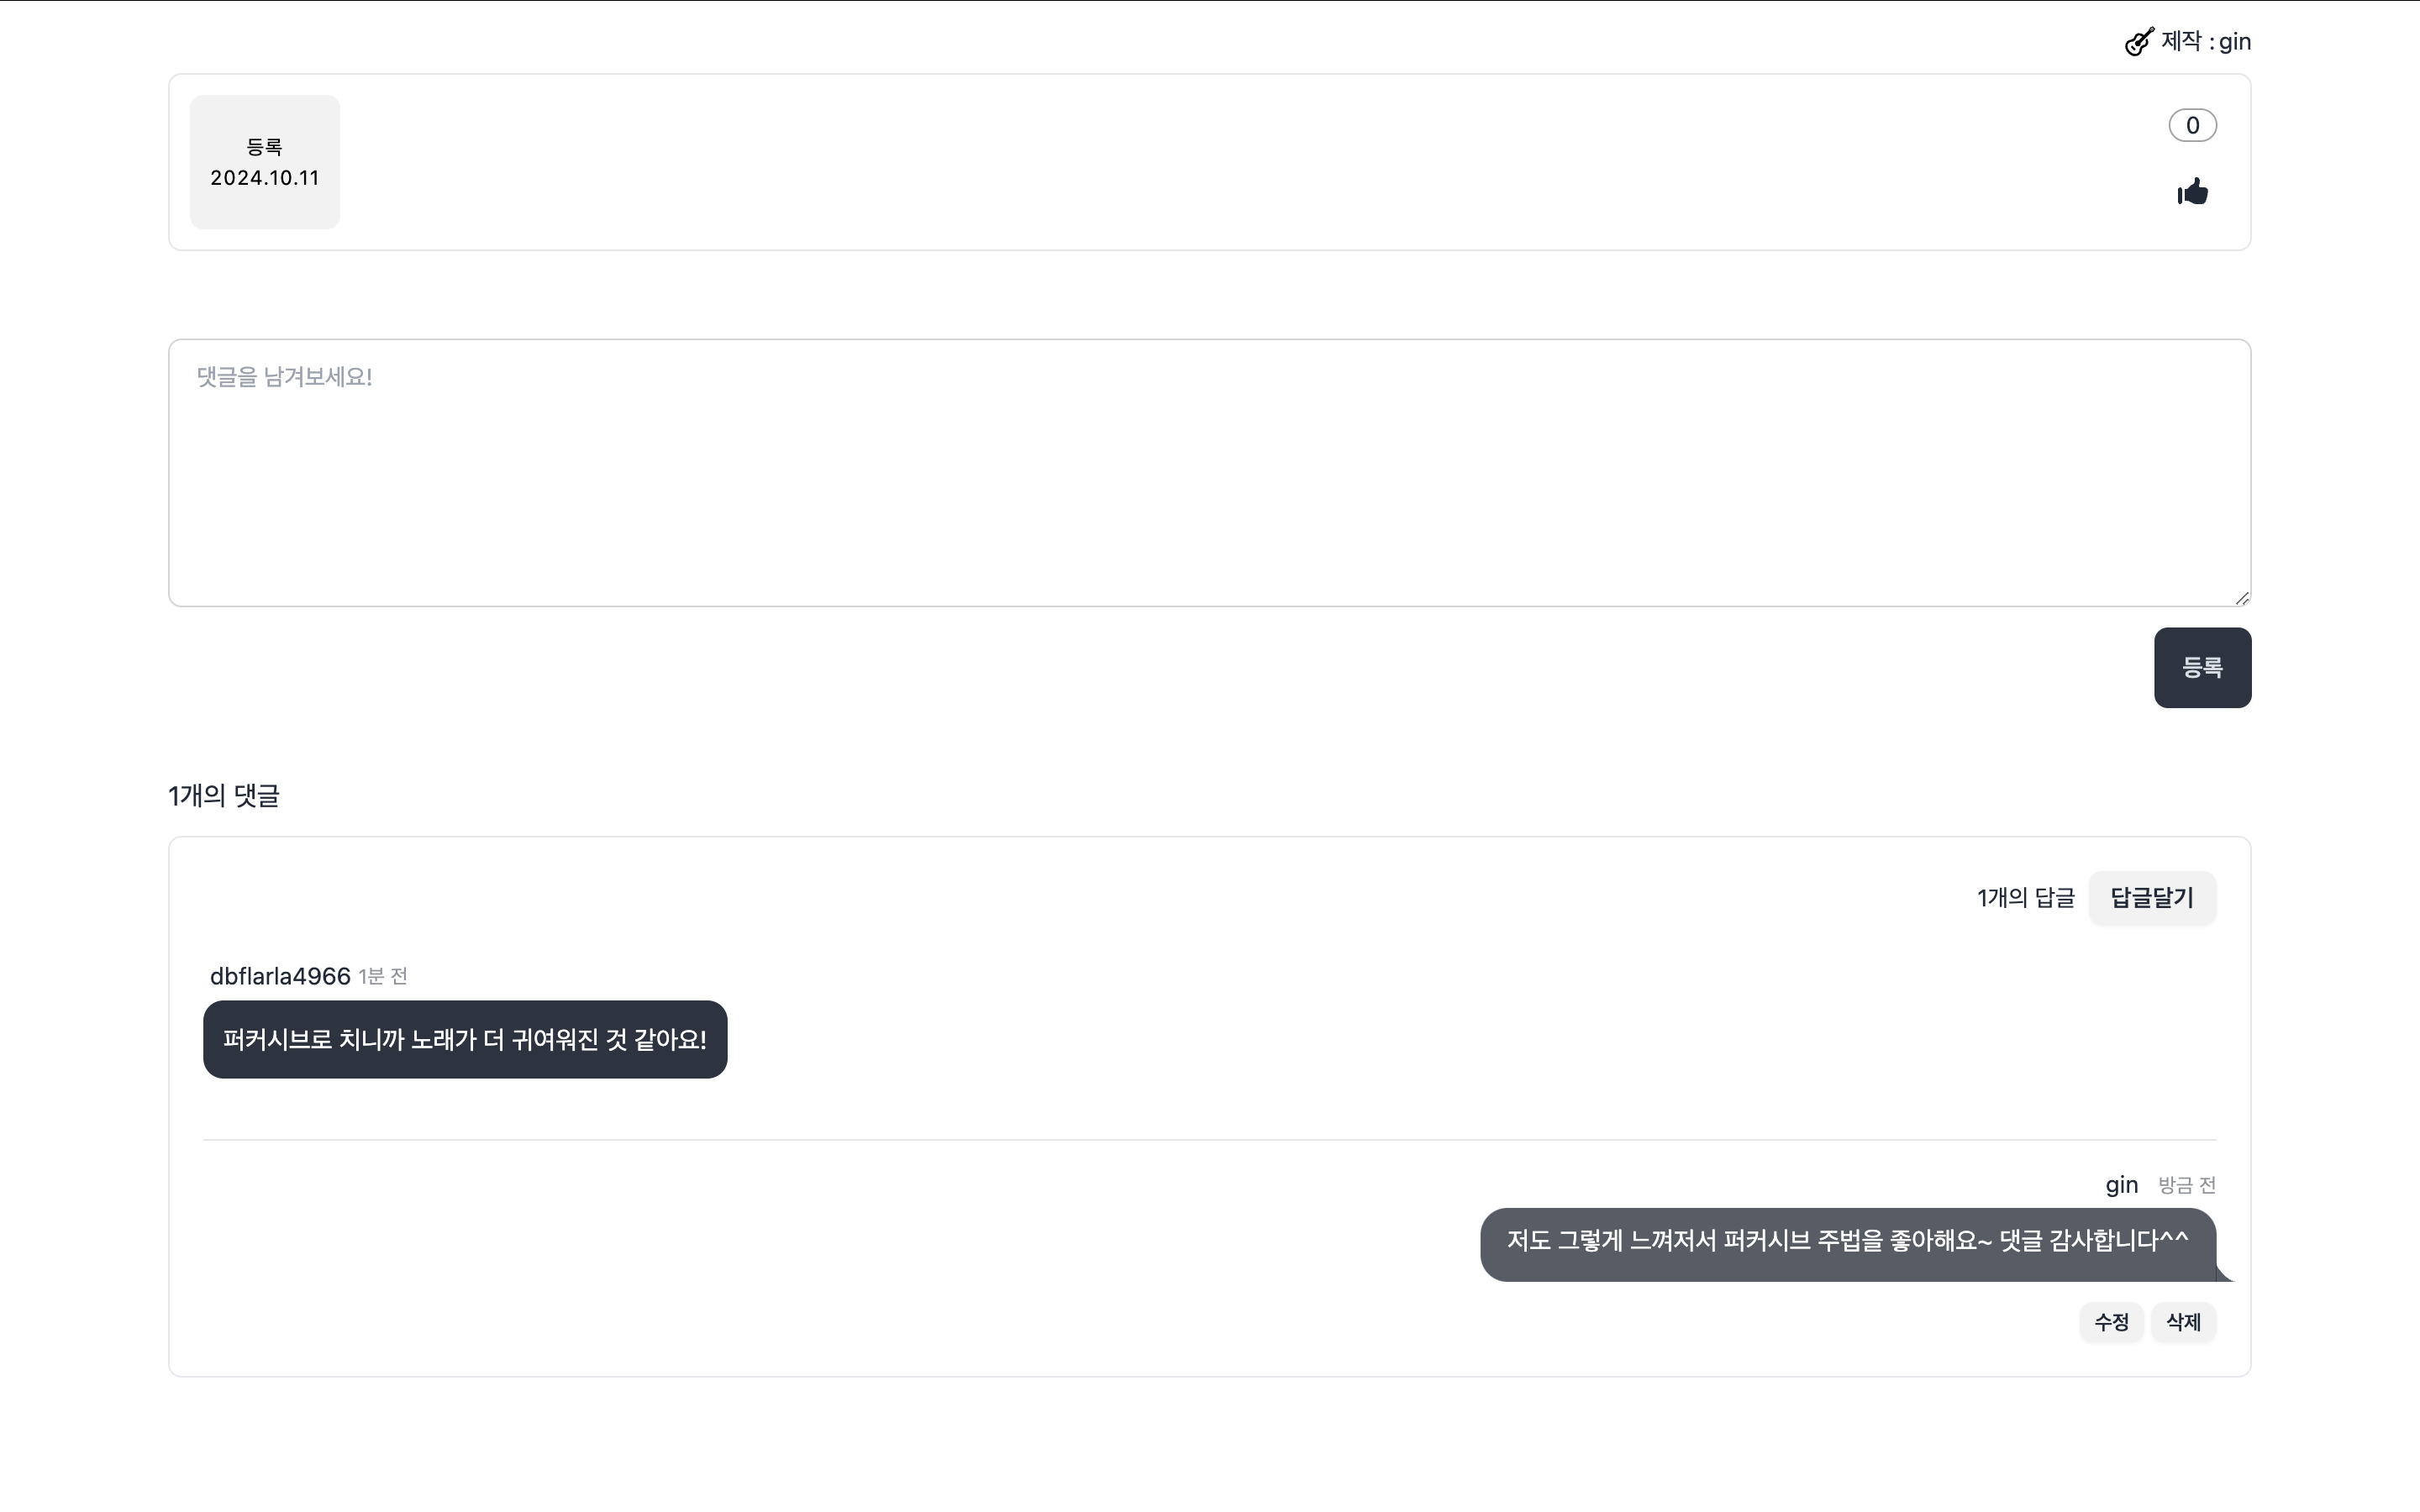 제작 : gin
등록
2024.10.11
0
댓글을 남겨보세요!
등록
1개의 댓글
1개의 답글 답글달기
dbflarla4966 1분 전
퍼커시브로 치니까 노래가 더 귀여워진 것 같아요!
gin 방금 전
저도 그렇게 느껴저서 퍼커시브 주법을 좋아해요~ 댓글 감사합니다^^
수정 삭제